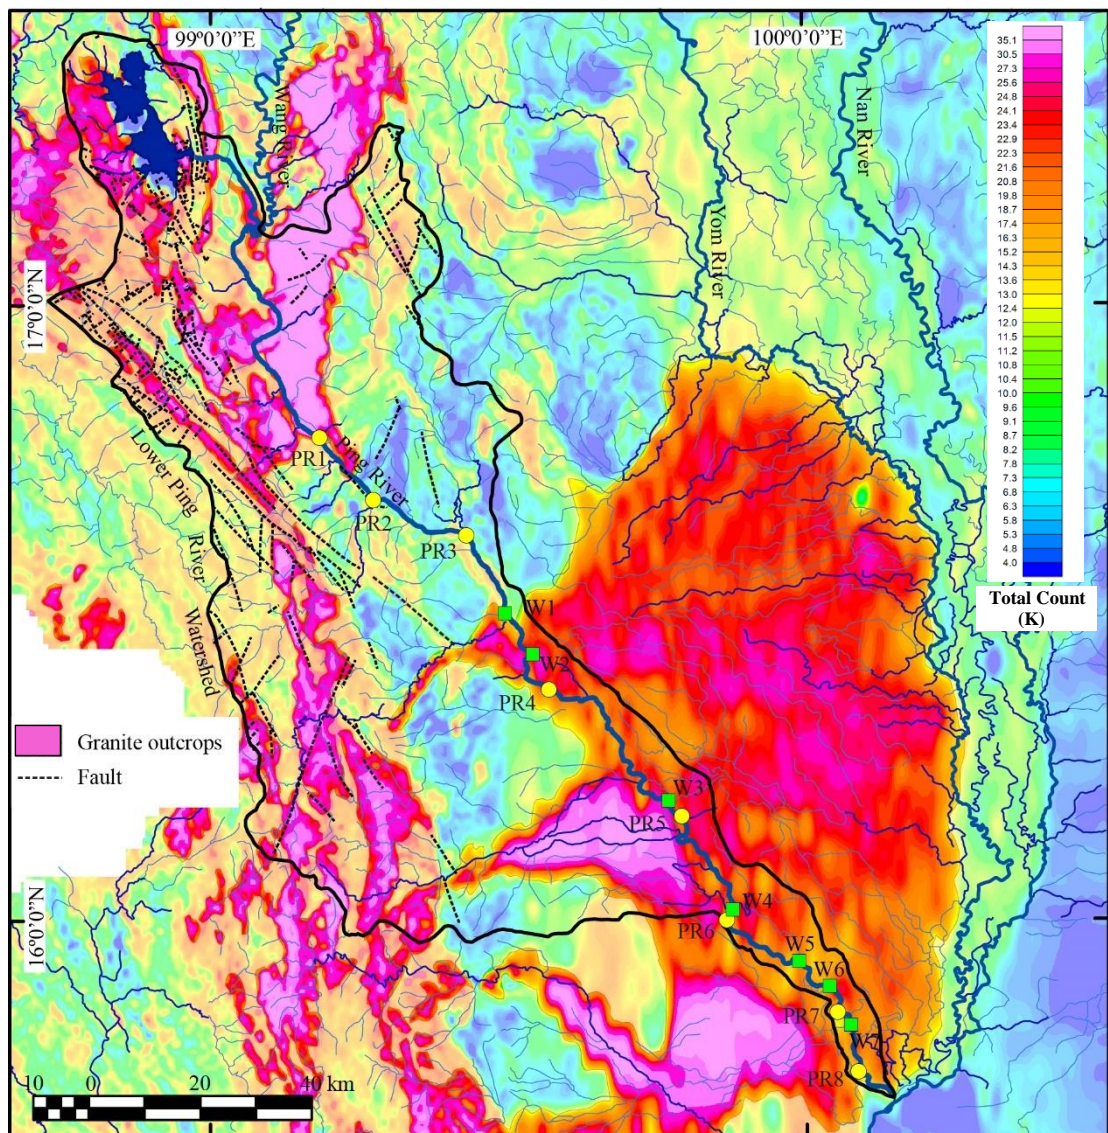 99º0’0”E
100º0’0”E
Wang River
Yom River
Nan River
17º0’0”N
35.1
30.5
27.3
25.6
24.8
24.1
23.4
22.9
22.3
21.6
20.8
18.7
17.4
16.3
15.2
14.3
13.6
13.0
12.4
12.0
11.5
11.2
10.8
10.4
10.0
9.6
9.1
8.7
8.2
7.8
7.3
6.8
6.3
5.8
5.3
4.8
4.0
Total Count
(K)
Lower Ping
River
Watershed
Ping River
PR1
PR2
PR3
W1
W2
PR4
Granite outcrops
Fault
W3
PR5
16º0’0”N
W4
PR6
W5
W6
PR7
W7
PR8
10 0 20 40 km